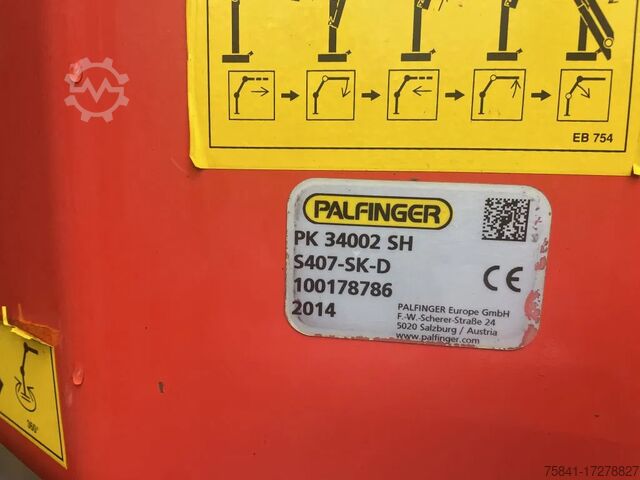 EB 754
PALFINGER
PK 34002 SH
S407-SK-D
100178786
2014
PALFINGER Europe GmbH
F.-W.-Scherer-Straße 24
5020 Salzburg / Austria
www.palfinger.com
CE
360°
75841-17278827